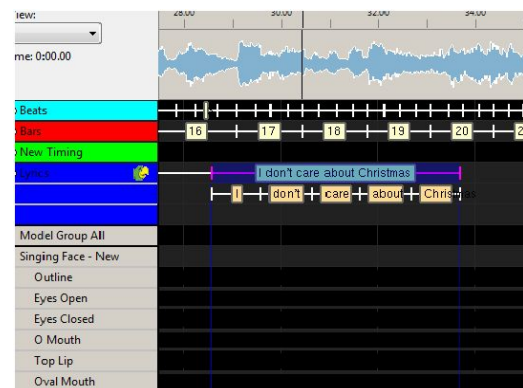 iew:
28.00 30.00 32.00 34.00
me: 0:00.00
Beats
Bars 16 17 18 19 20 2
New Timing
Lyrics I don't care about Christmas
I don't care about Christmas
Model Group All
Singing Face - New
Outline
Eyes Open
Eyes Closed
O Mouth
Top Lip
Oval Mouth